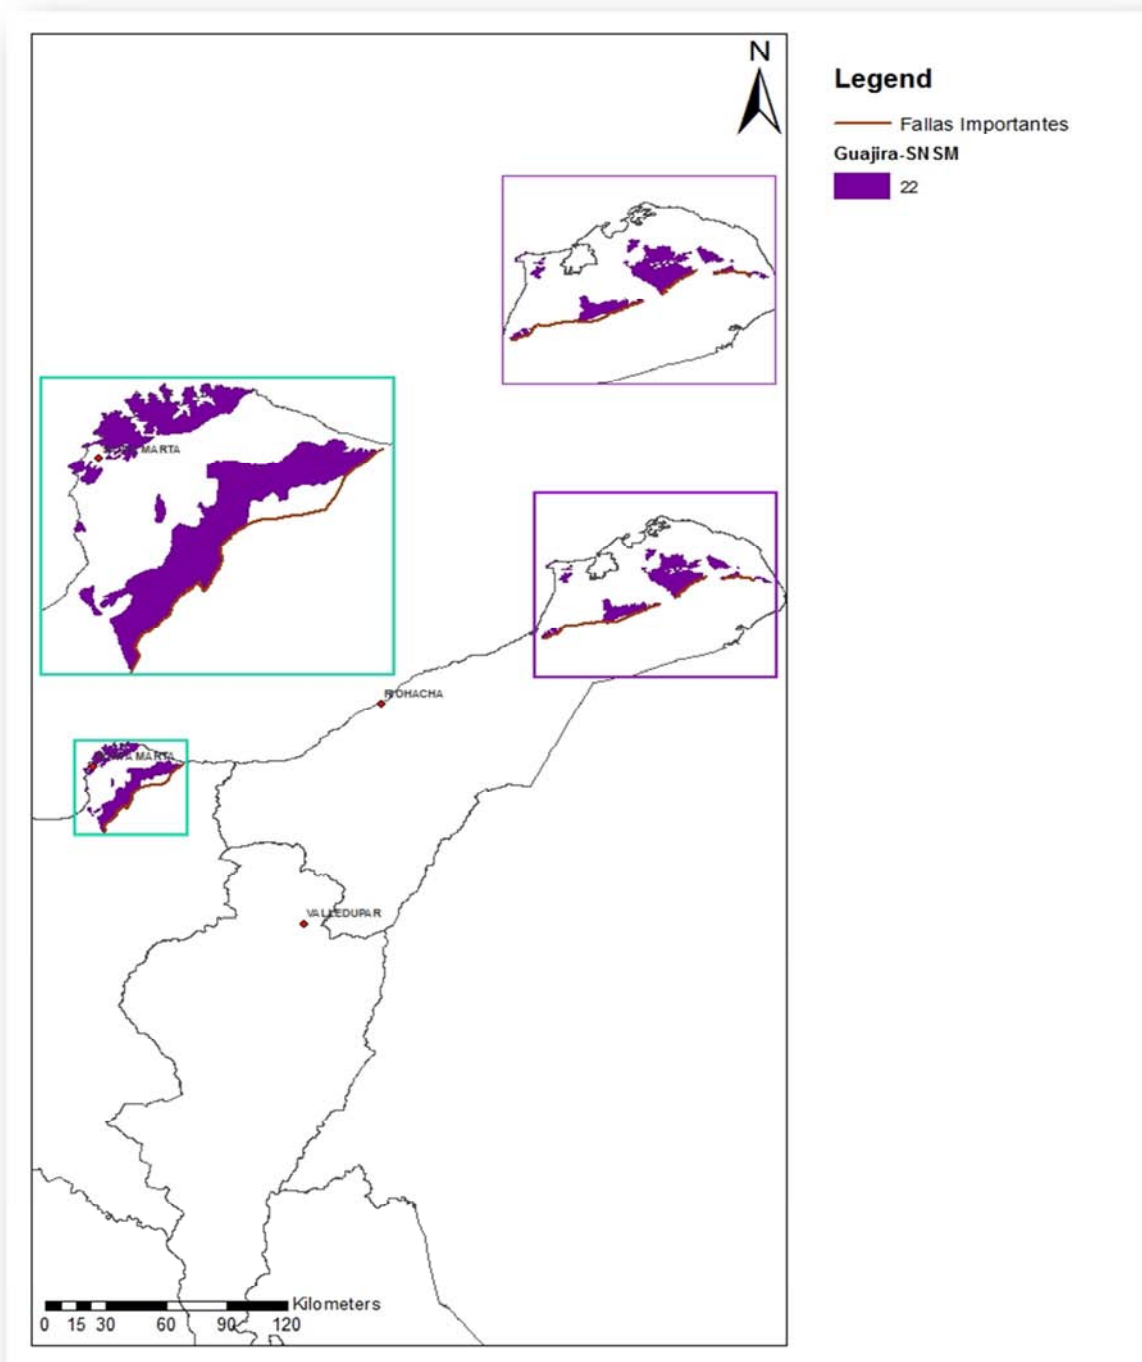 N
Legend
Fallas Importantes
Guajira-SNSM
22
MARTA
RIOHACHA
MARTA
VALLEDUPAR
Kilometers
0 15 30 60 90 120